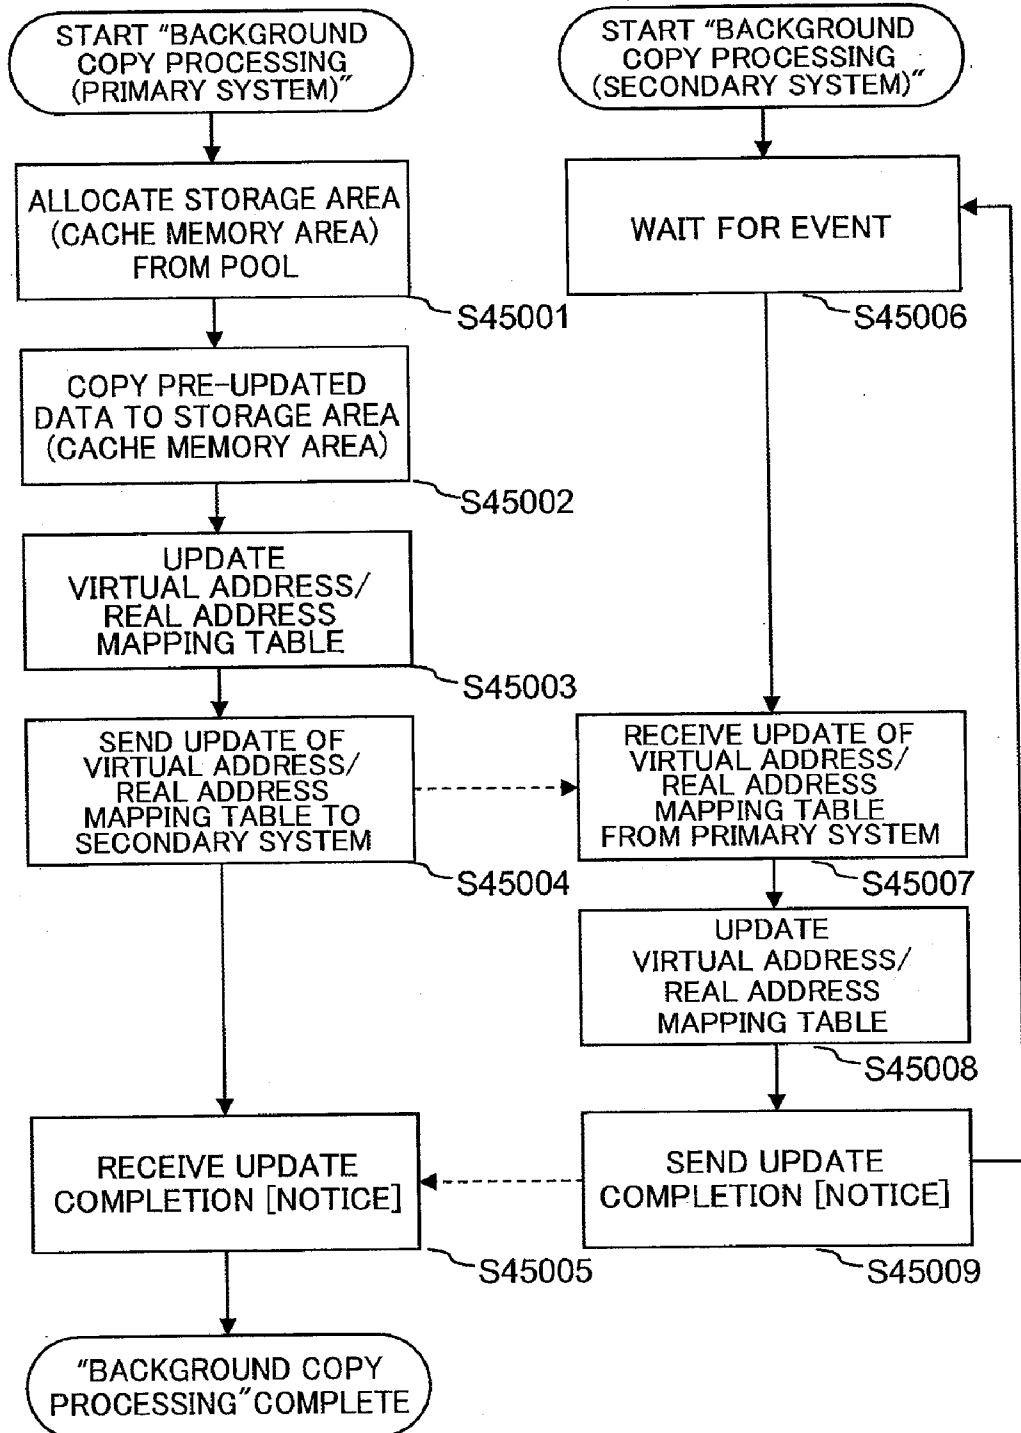 START “BACKGROUND
COPY PROCESSING
(PRIMARY SYSTEM)”
ALLOCATE STORAGE AREA
(CACHE MEMORY AREA)
FROM POOL
S45001
COPY PRE-UPDATED
DATA TO STORAGE AREA
(CACHE MEMORY AREA)
S45002
UPDATE
VIRTUAL ADDRESS/
REAL ADDRESS
MAPPING TABLE
S45003
SEND UPDATE OF
VIRTUAL ADDRESS/
REAL ADDRESS
MAPPING TABLE TO
SECONDARY SYSTEM
S45004
RECEIVE UPDATE
COMPLETION [NOTICE]
S45005
“BACKGROUND COPY
PROCESSING” COMPLETE
START “BACKGROUND
COPY PROCESSING
(SECONDARY SYSTEM)”
WAIT FOR EVENT
S45006
RECEIVE UPDATE OF
VIRTUAL ADDRESS/
REAL ADDRESS
MAPPING TABLE
FROM PRIMARY SYSTEM
S45007
UPDATE
VIRTUAL ADDRESS/
REAL ADDRESS
MAPPING TABLE
S45008
SEND UPDATE
COMPLETION [NOTICE]
S45009